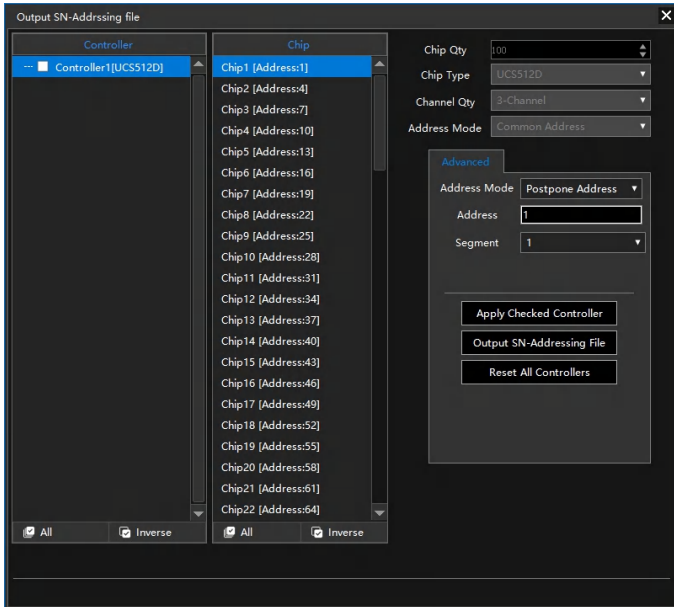 Output SN-Addrssing file
Controller
Controller1[UCS512D]
All
Inverse
Chip
Chip1 [Address:1]
Chip2 [Address:4]
Chip3 [Address:7]
Chip4 [Address:10]
Chip5 [Address:13]
Chip6 [Address:16]
Chip7 [Address:19]
Chip8 [Address:22]
Chip9 [Address:25]
Chip10 [Address:28]
Chip11 [Address:31]
Chip12 [Address:34]
Chip13 [Address:37]
Chip14 [Address:40]
Chip15 [Address:43]
Chip16 [Address:46]
Chip17 [Address:49]
Chip18 [Address:52]
Chip19 [Address:55]
Chip20 [Address:58]
Chip21 [Address:61]
Chip22 [Address:64]
All
Inverse
Chip Qty 100
Chip Type UCS512D
Channel Qty 3-Channel
Address Mode Common Address
Advanced
Address Mode Postpone Address
Address 1
Segment 1
Apply Checked Controller
Output SN-Addressing File
Reset All Controllers